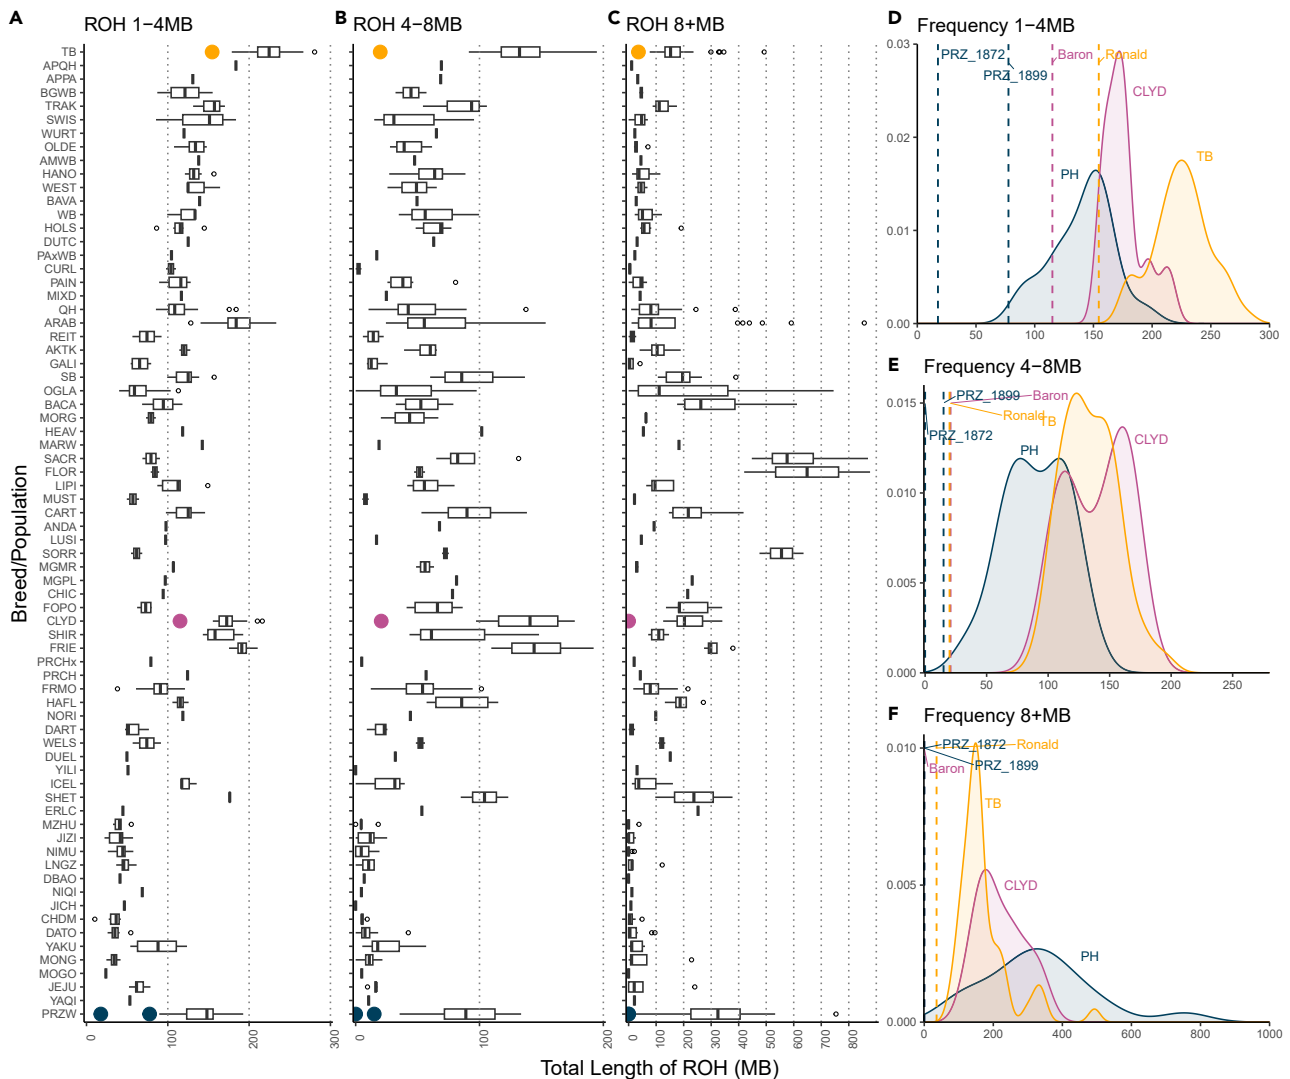 A
ROH 1−4MB
B
ROH 4−8MB
C
ROH 8+MB
Breed/Population
TB
APQH
APPA
BGWB
TRAK
SWIS
WURT
OLDE
AMWB
HANO
WEST
BAVA
WB
HOLS
DUTC
PAxWB
CURL
PAIN
MIXD
QH
ARAB
REIT
AKTK
GALI
SB
OGLA
BACA
MORG
HEAV
MARW
SACR
FLOR
LIPI
MUST
CART
ANDA
LUSI
SORR
MGMR
MGPL
CHIC
FOPO
CLYD
SHIR
FRIE
PRCHx
PRCH
FRMO
HAFL
NORI
DART
WELS
DUEL
YILI
ICEL
SHET
ERLC
MZHU
JIZI
NIMU
LNGZ
DBAO
NIQI
JICH
CHDM
DATO
YAKU
MONG
MOGO
JEJU
YAQI
PRZW
0 100 200 300
0 100 200
0 100 200 300 400 500 600 700 800
Total Length of ROH (MB)
D
Frequency 1−4MB
0.03
0.02
0.01
0.00
PRZ_1872
PRZ_1899
Baron
Ronald
CLYD
TB
PH
0 50 100 150 200 250 300
E
Frequency 4−8MB
0.015
0.010
0.005
0.000
PRZ_1899
Baron
Ronald
TB
PRZ_1872
CLYD
PH
0 50 100 150 200 250
F
Frequency 8+MB
0.010
0.005
0.000
PRZ_1872
Ronald
Baron
PRZ_1899
TB
CLYD
PH
0 200 400 600 800 1000